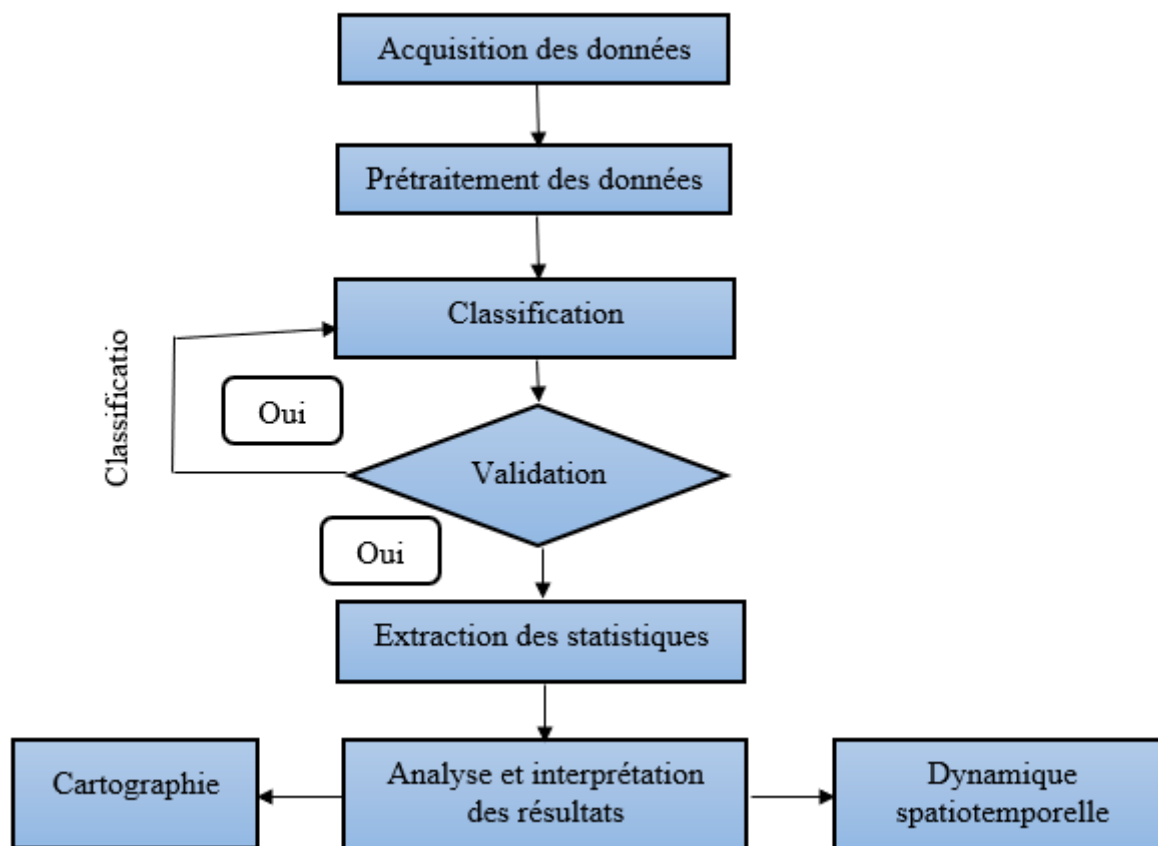 Acquisition des données
Prétraitement des données
Classification
Classificatio
Oui
Validation
Oui
Extraction des statistiques
Cartographie
Analyse et interprétation
des résultats
Dynamique
spatiotemporelle